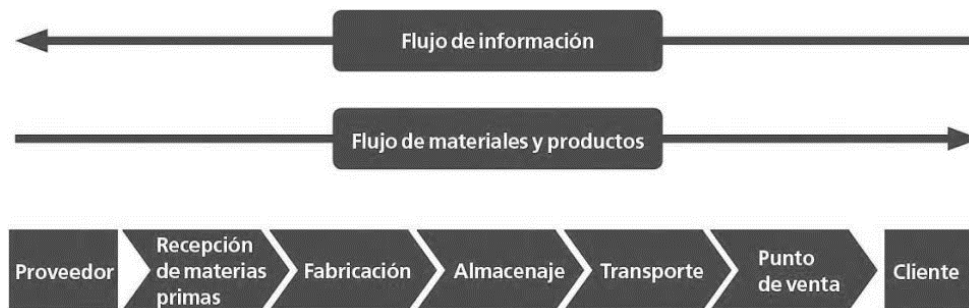 Flujo de información
Flujo de materiales y productos
Proveedor
Recepción
de materias
primas
Fabricación
Almacenaje
Transporte
Punto
de venta
Cliente